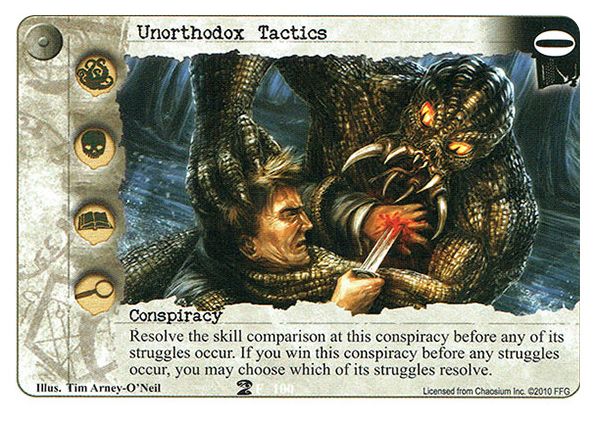 Unorthodox Tactics
0
Conspiracy
Resolve the skill comparison at this conspiracy before any of its
struggles occur. If you win this conspiracy before any struggles
occur, you may choose which of its struggles resolve.
Illus. Tim Arney-O'Neil
F 100
Licensed from Chaosium Inc. ©2010 FFG